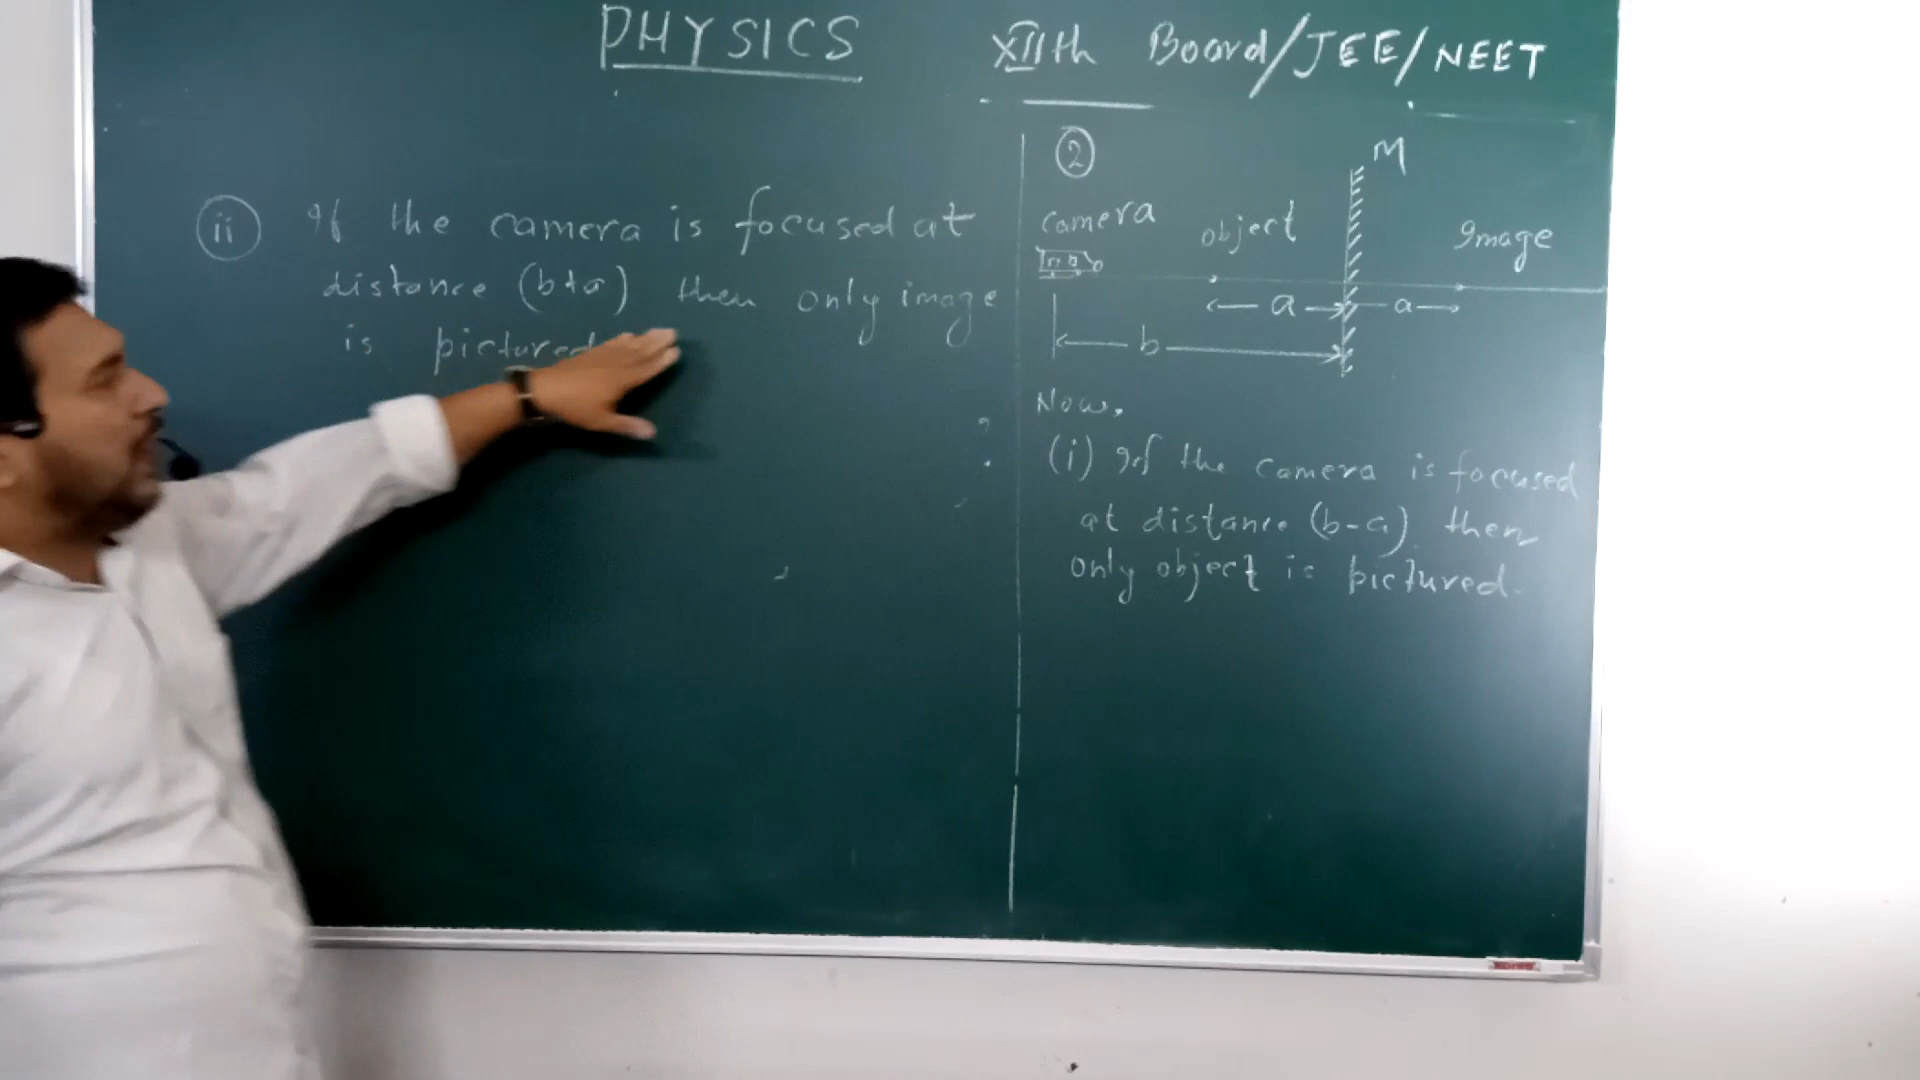 PHYSICS XIIth Board/JEE/NEET
(ii) If the camera is focused at
distance (b+a) then only image
is pictured
(2)
M
camera object Image
a a
b
Now,
(i) If the camera is focused
at distance (b-a) then
only object is pictured.